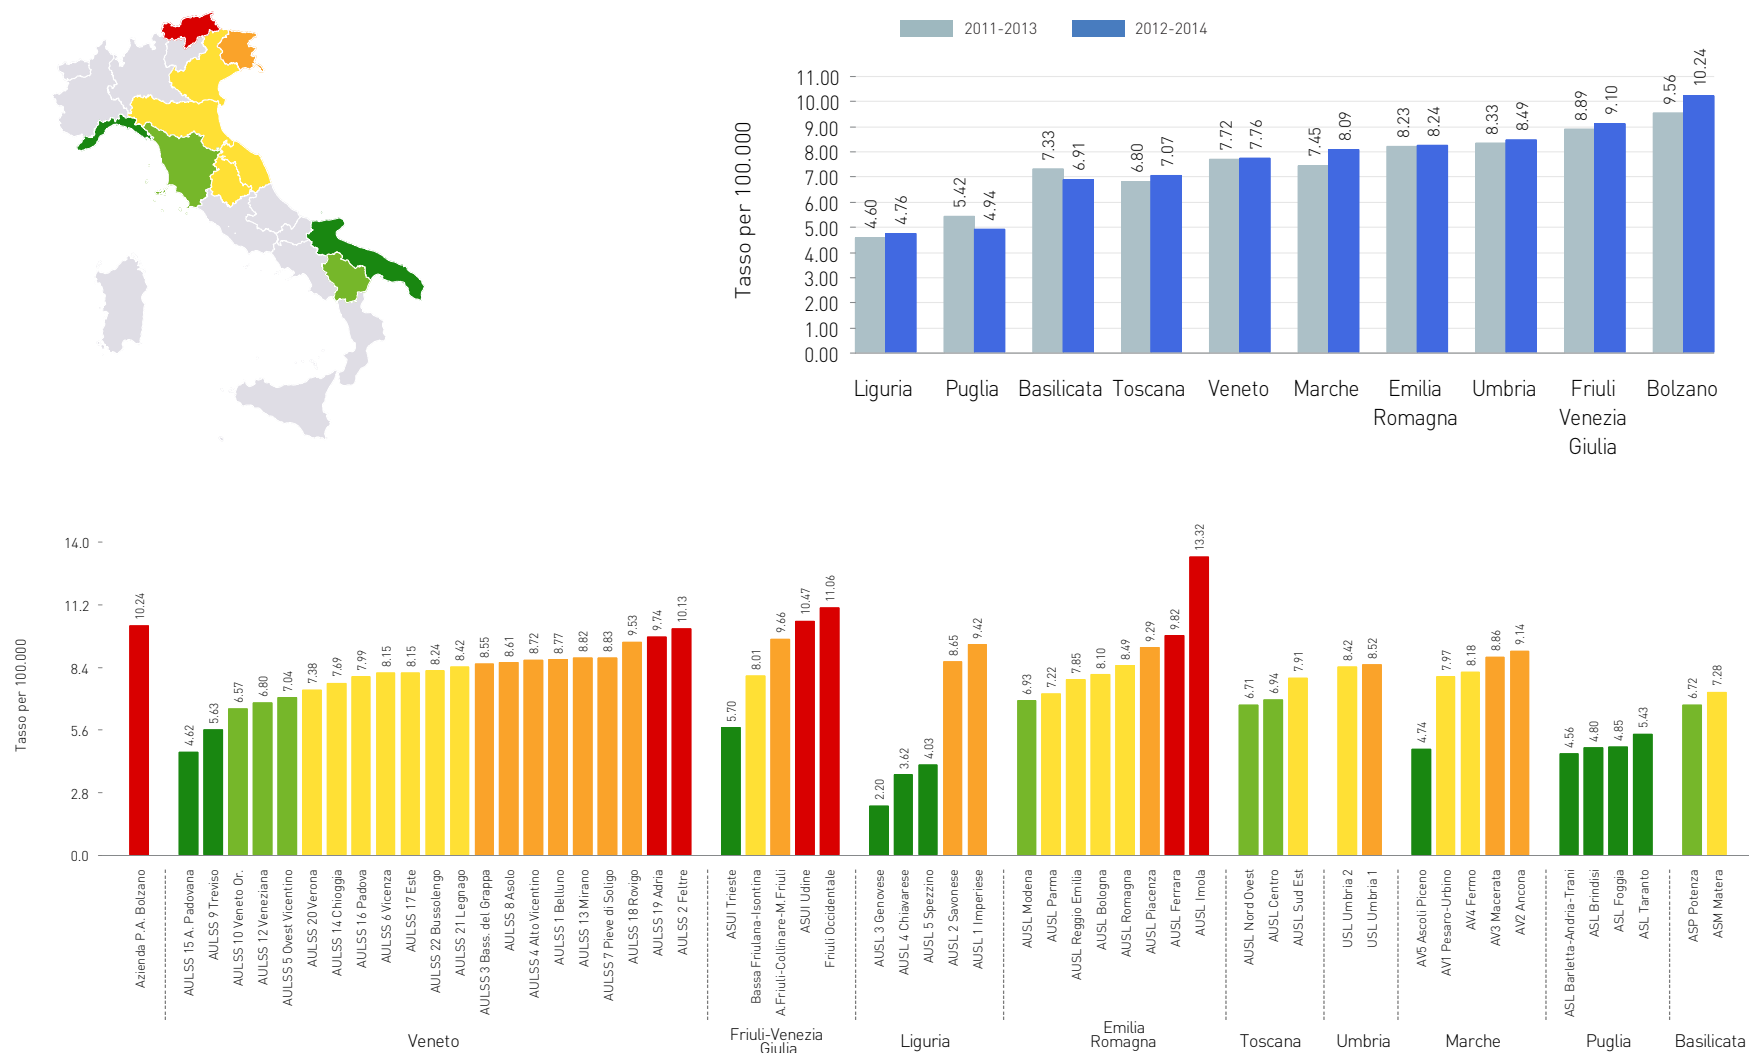 2011-2013
2012-2014
Tasso per 100.000
11.00
10.00
9.00
8.00
7.00
6.00
5.00
4.00
3.00
2.00
1.00
0.00
4.60
4.76
5.42
4.94
7.33
6.91
6.80
7.07
7.72
7.76
7.45
8.09
8.23
8.24
8.33
8.49
8.89
9.10
9.56
10.24
Liguria
Puglia
Basilicata
Toscana
Veneto
Marche
Emilia
Romagna
Umbria
Friuli
Venezia
Giulia
Bolzano
Tasso per 100.000
14.0
11.2
8.4
5.6
2.8
0.0
10.24
4.62
5.63
6.57
6.80
7.04
7.38
7.69
7.99
8.15
8.15
8.24
8.42
8.55
8.61
8.72
8.77
8.82
8.83
9.53
9.74
10.13
5.70
8.01
9.66
10.47
11.06
2.20
3.62
4.03
8.65
9.42
6.93
7.22
7.85
8.10
8.49
9.29
9.82
13.32
6.71
6.94
7.91
8.42
8.52
4.74
7.97
8.18
8.86
9.14
4.56
4.80
4.85
5.43
6.72
7.28
Azienda P.A. Bolzano
AULSS 15 A. Padovana
AULSS 9 Treviso
AULSS 10 Veneto Or.
AULSS 12 Veneziana
AULSS 5 Ovest Vicentino
AULSS 20 Verona
AULSS 14 Chioggia
AULSS 16 Padova
AULSS 6 Vicenza
AULSS 17 Este
AULSS 22 Bussolengo
AULSS 21 Legnago
AULSS 3 Bass. del Grappa
AULSS 8 Asolo
AULSS 4 Alto Vicentino
AULSS 1 Belluno
AULSS 13 Mirano
AULSS 7 Pieve di Soligo
AULSS 18 Rovigo
AULSS 19 Adria
AULSS 2 Feltre
ASUI Trieste
Bassa Friulana-Isontina
A.Friuli-Collinare-M.Friuli
ASUI Udine
Friuli Occidentale
AUSL 3 Genovese
AUSL 4 Chiavarese
AUSL 5 Spezzino
AUSL 2 Savonese
AUSL 1 Imperiese
AUSL Modena
AUSL Parma
AUSL Reggio Emilia
AUSL Bologna
AUSL Romagna
AUSL Piacenza
AUSL Ferrara
AUSL Imola
AUSL Nord Ovest
AUSL Centro
AUSL Sud Est
USL Umbria 2
USL Umbria 1
AV5 Ascoli Piceno
AV1 Pesaro-Urbino
AV4 Fermo
AV3 Macerata
AV2 Ancona
ASL Barletta-Andria-Trani
ASL Brindisi
ASL Foggia
ASL Taranto
ASP Potenza
ASM Matera
Veneto
Friuli-Venezia
Giulia
Liguria
Emilia
Romagna
Toscana
Umbria
Marche
Puglia
Basilicata